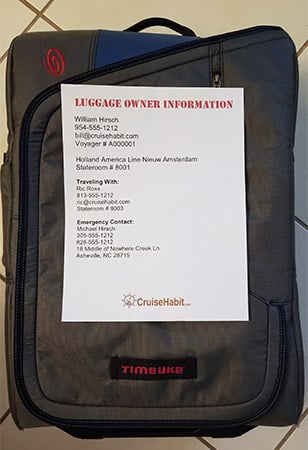 LUGGAGE OWNER INFORMATION
William Hirsch
954-555-1212
bill@cruisehabit.com
Voyager # A000001
Holland America Line Nieuw Amsterdam
Stateroom # 8001
Traveling With:
Ric Ross
813-555-1212
ric@cruisehabit.com
Stateroom # 8003
Emergency Contact:
Michael Hirsch
305-555-1212
828-555-1212
18 Middle of Nowhere Creek Ln
Asheville, NC 28715
CruiseHabit.com
TIMBUK2